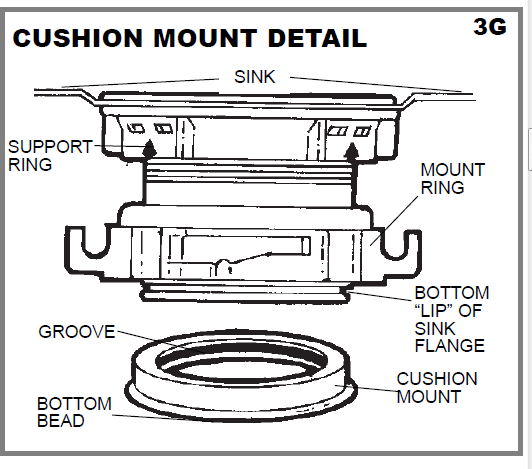 CUSHION MOUNT DETAIL
3G
SINK
SUPPORT
RING
MOUNT
RING
BOTTOM
“LIP” OF
SINK
FLANGE
GROOVE
CUSHION
MOUNT
BOTTOM
BEAD